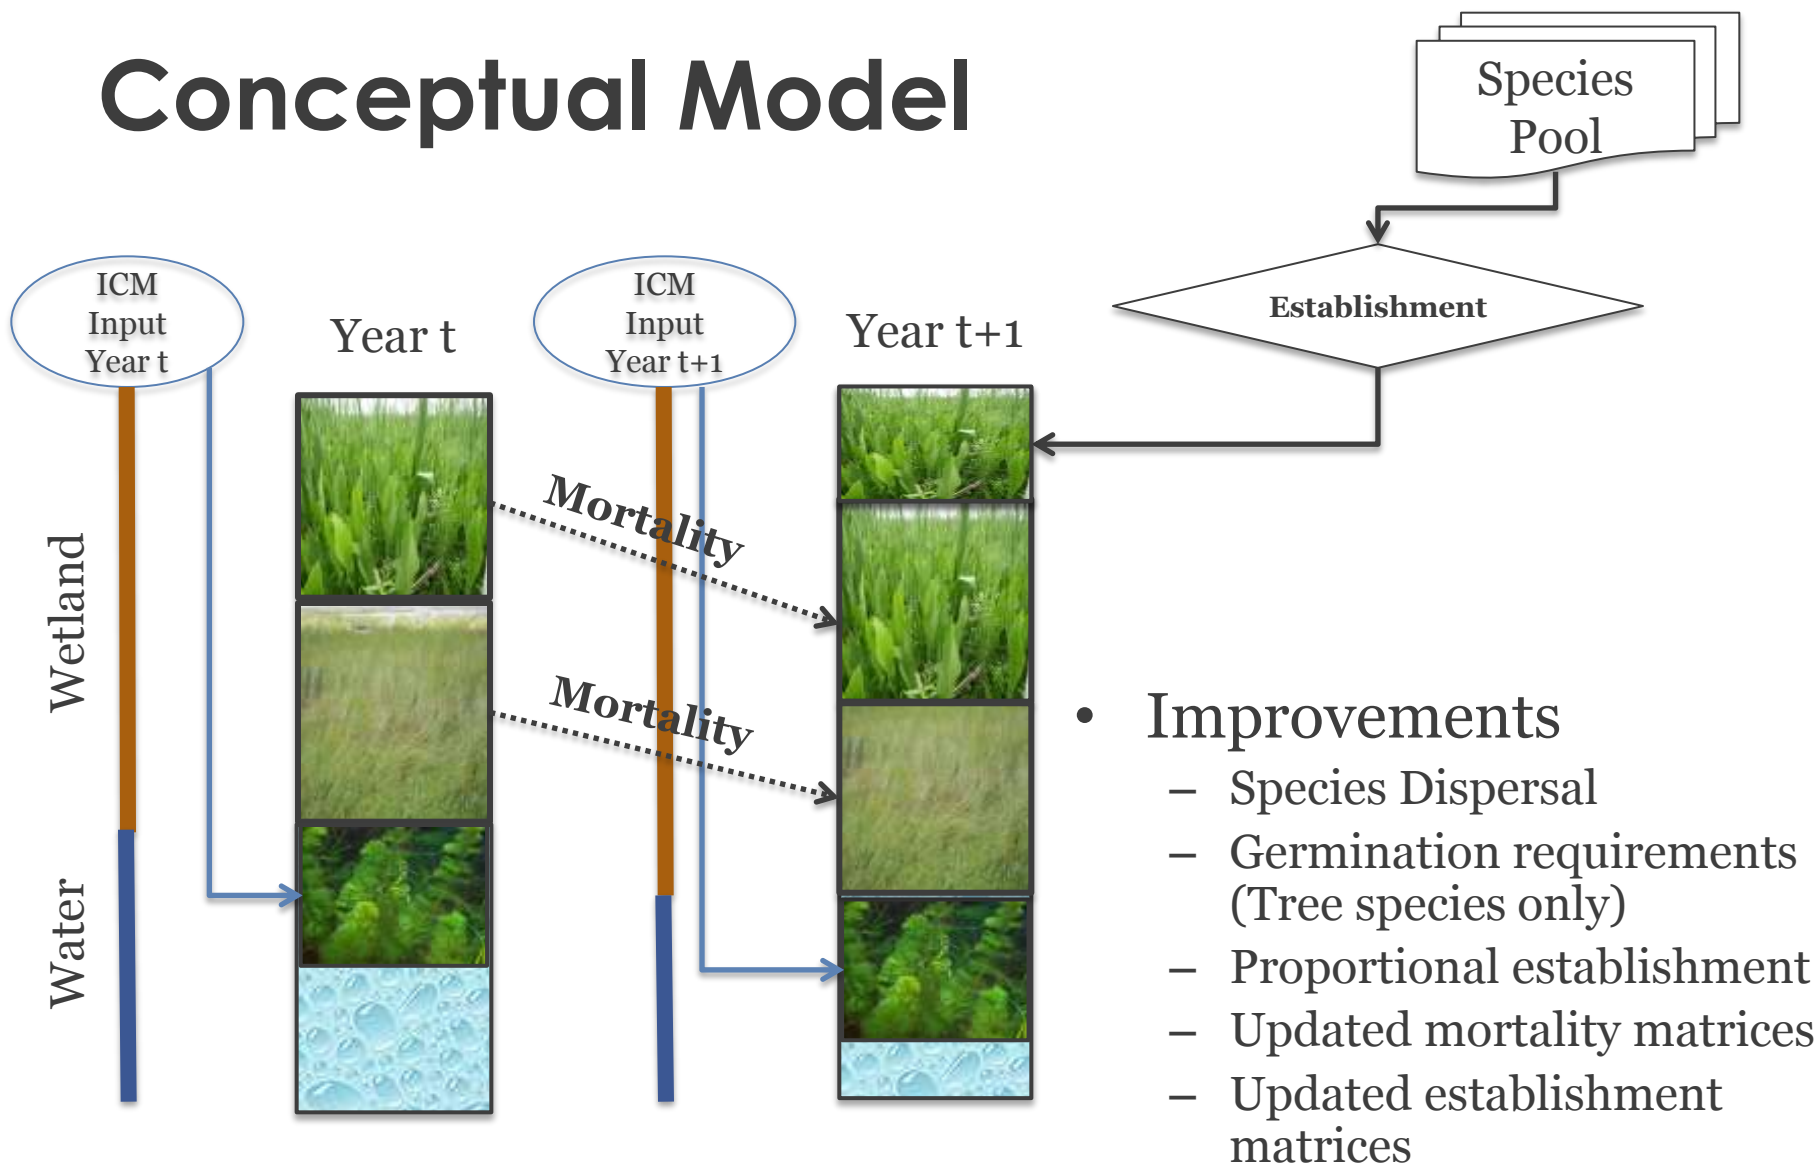 Conceptual Model
Species
Pool
Establishment
ICM
Input
Year t
Year t
ICM
Input
Year t+1
Year t+1
Mortality
Mortality
Wetland
Water
• Improvements
– Species Dispersal
– Germination requirements
(Tree species only)
– Proportional establishment
– Updated mortality matrices
– Updated establishment
matrices